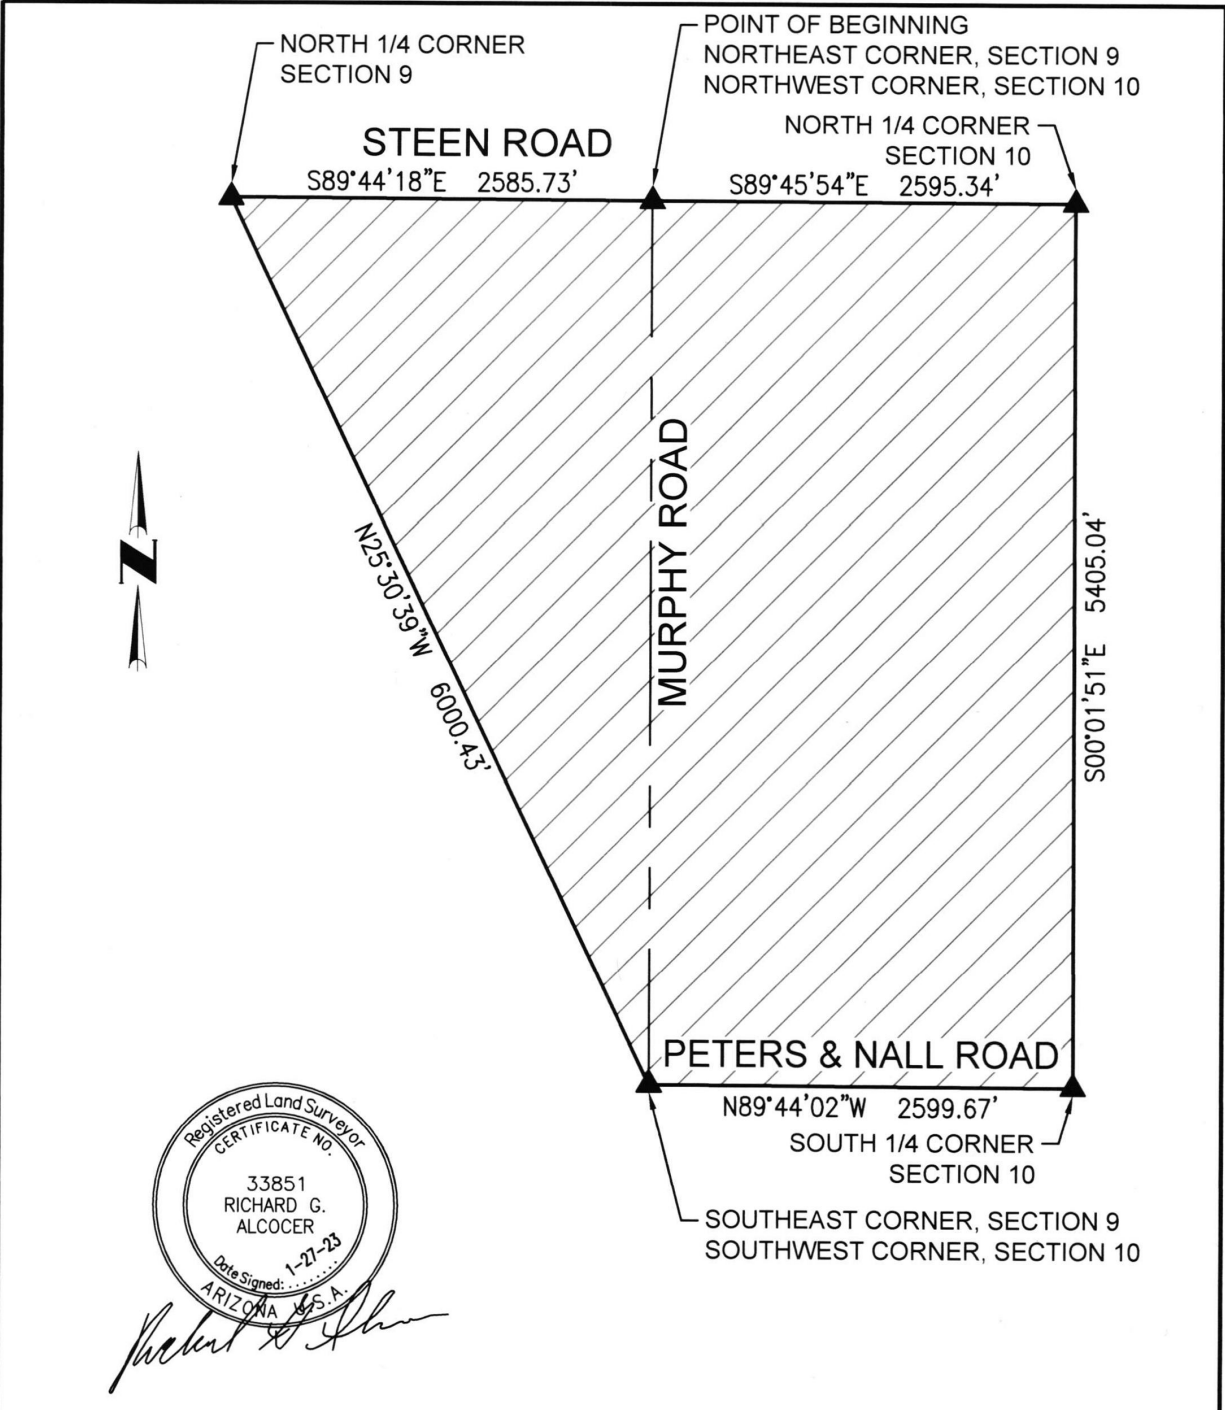 NORTH 1/4 CORNER
SECTION 9
POINT OF BEGINNING
NORTHEAST CORNER, SECTION 9
NORTHWEST CORNER, SECTION 10
NORTH 1/4 CORNER
SECTION 10
STEEN ROAD
S89°44'18"E 2585.73'
S89°45'54"E 2595.34'
MURPHY ROAD
N
N25°30'39"W 6000.43'
S00°01'51"E 5405.04'
PETERS & NALL ROAD
N89°44'02"W 2599.67'
SOUTH 1/4 CORNER
SECTION 10
SOUTHEAST CORNER, SECTION 9
SOUTHWEST CORNER, SECTION 10
Registered Land Surveyor
CERTIFICATE NO.
33851
RICHARD G.
ALCOCER
Date Signed: 1-27-23
ARIZONA U.S.A.